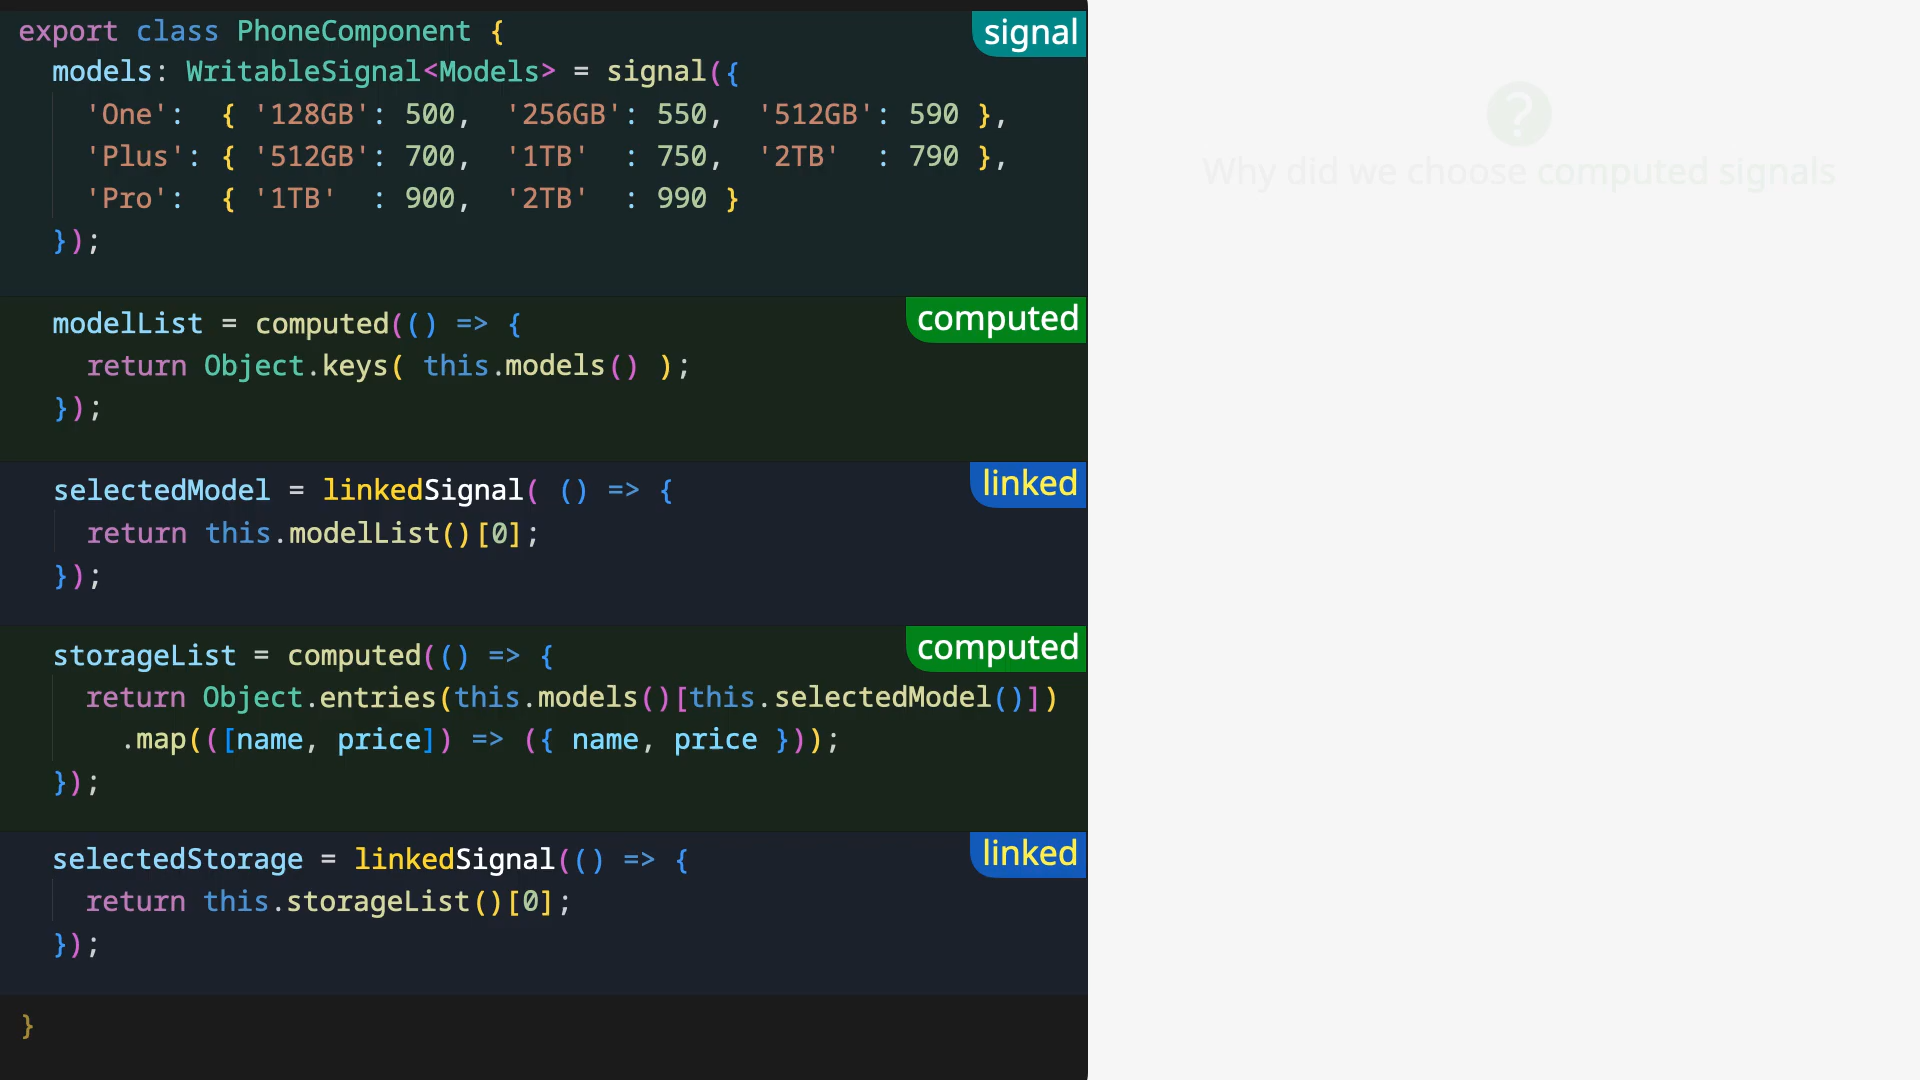 export class PhoneComponent {
signal
models: WritableSignal<Models> = signal({
'One':  { '128GB': 500,  '256GB': 550,  '512GB': 590 },
'Plus': { '512GB': 700,  '1TB'  : 750,  '2TB'  : 790 },
'Pro':  { '1TB'  : 900,  '2TB'  : 990 }
});
computed
modelList = computed(() => {
return Object.keys( this.models() );
});
linked
selectedModel = linkedSignal( () => {
return this.modelList()[0];
});
computed
storageList = computed(() => {
return Object.entries(this.models()[this.selectedModel()])
.map(([name, price]) => ({ name, price }));
});
linked
selectedStorage = linkedSignal(() => {
return this.storageList()[0];
});
}
?
Why did we choose computed signals